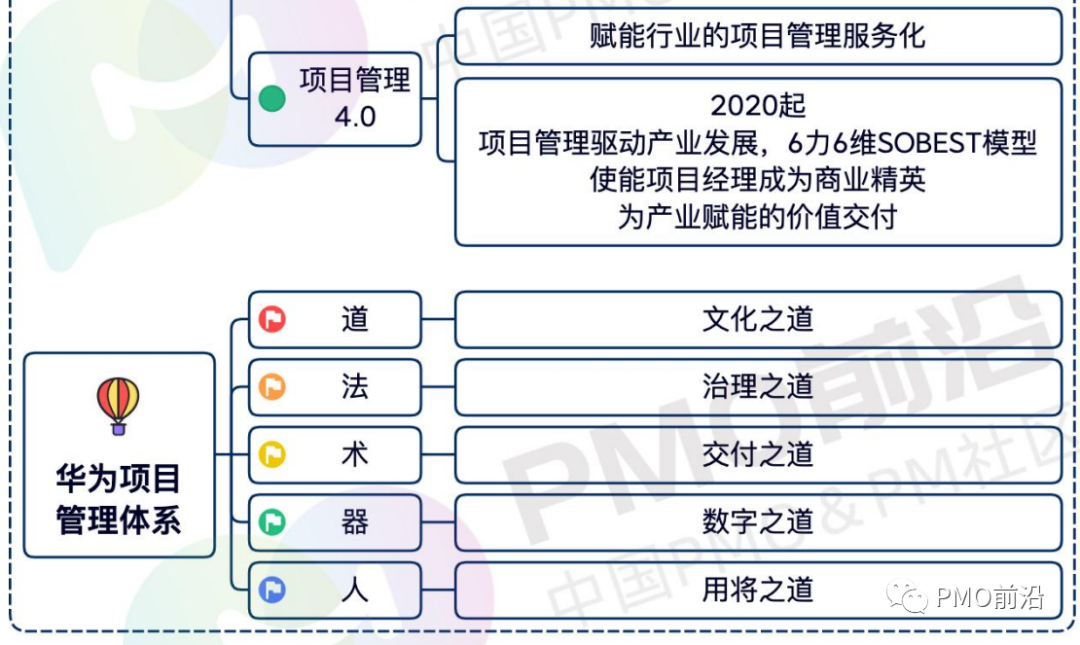 赋能行业的项目管理服务化
项目管理
4.0
2020起
项目管理驱动产业发展，6力6维SOBEST模型
使能项目经理成为商业精英
为产业赋能的价值交付
华为项目
管理体系
道
文化之道
法
治理之道
术
交付之道
器
数字之道
人
用将之道
PMO前沿
中国PMO & PM社区
中国PM
PMO前沿